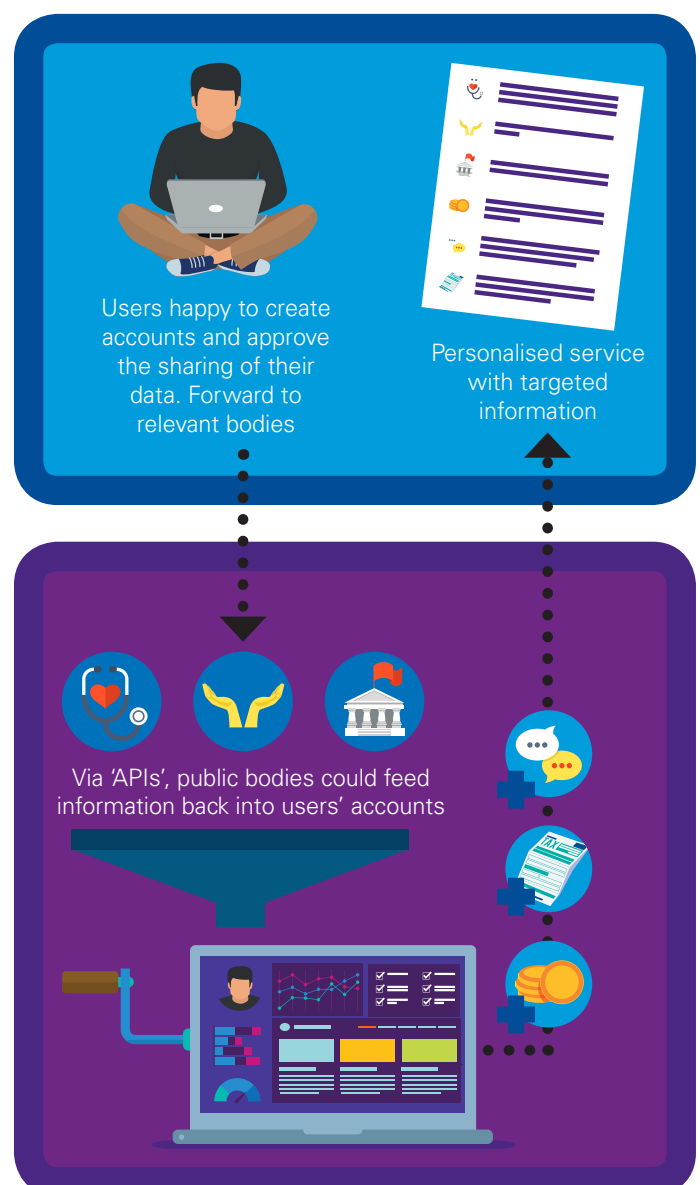 Users happy to create
accounts and approve
the sharing of their
data. Forward to
relevant bodies
Personalised service
with targeted
information
Via ‘APIs’, public bodies could feed
information back into users’ accounts
TAX